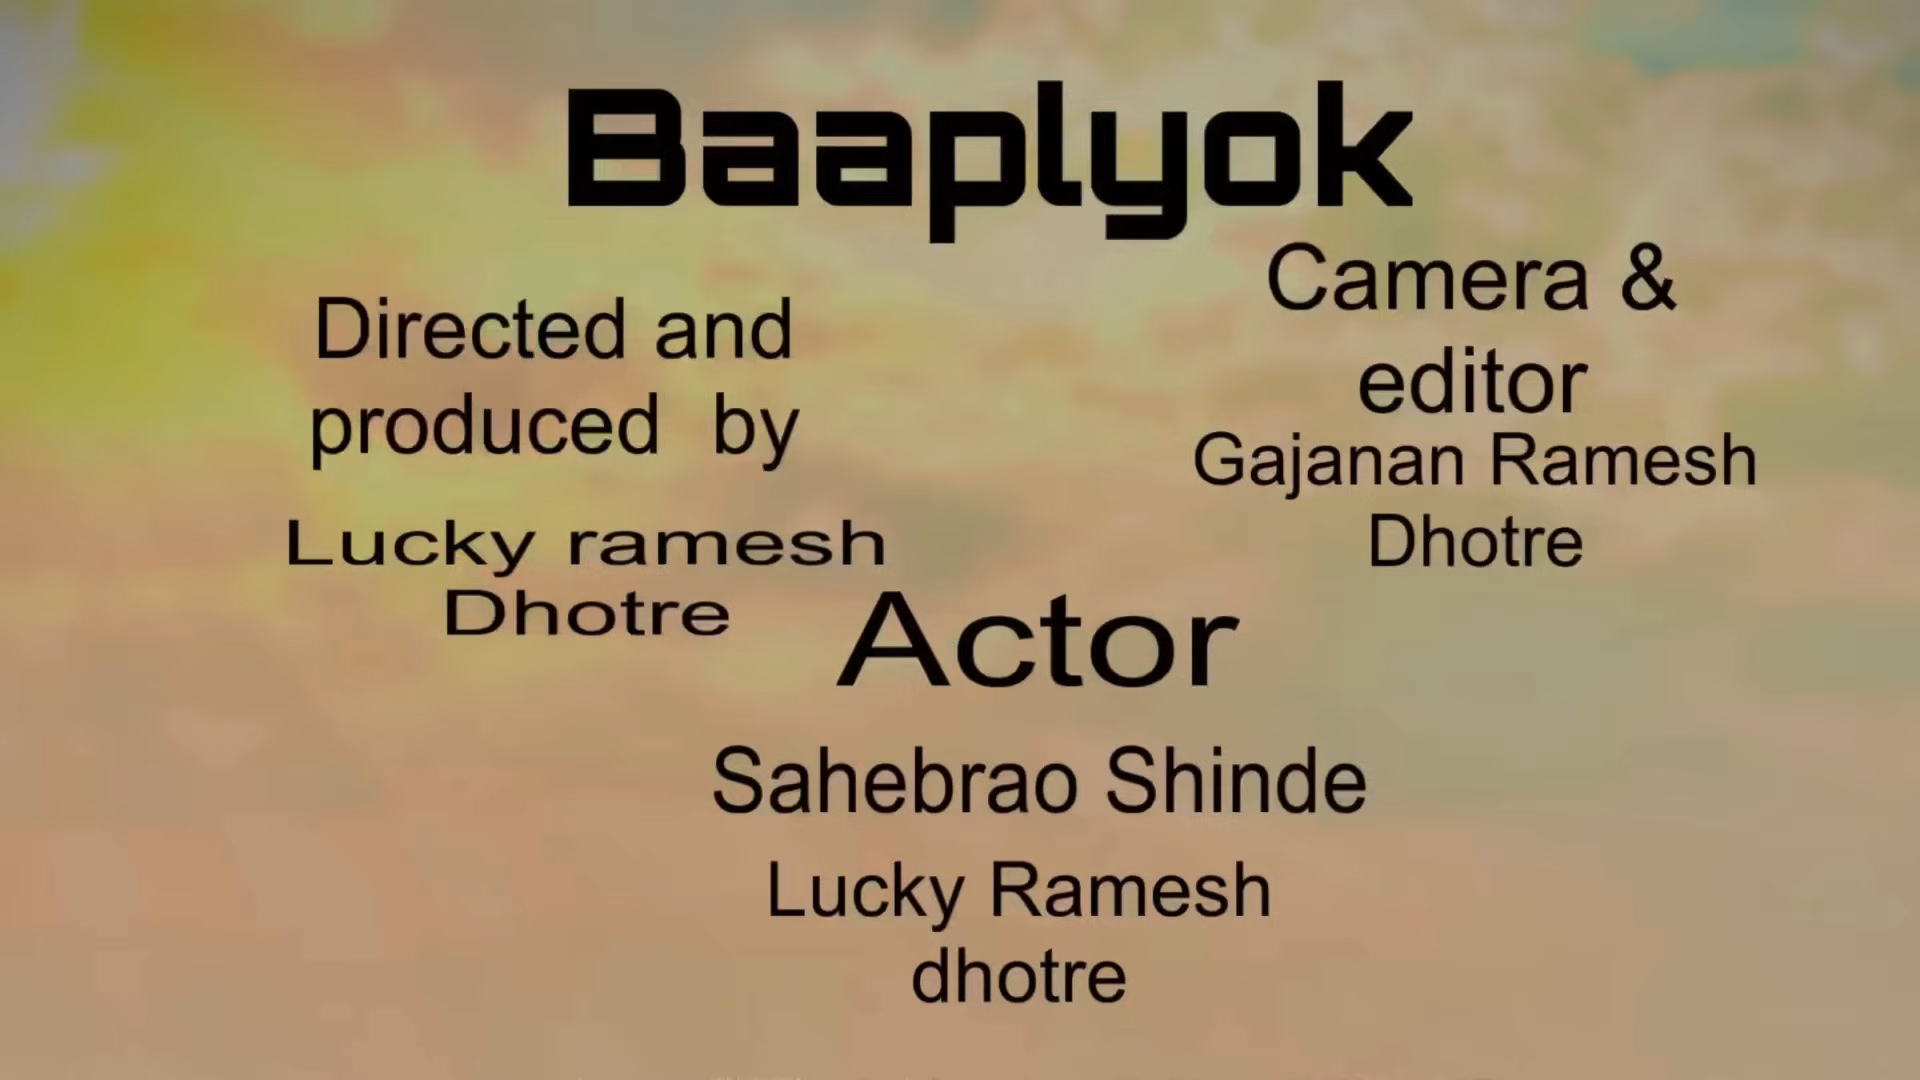 Baaplyok
Directed and
produced by
Lucky ramesh
Dhotre
Camera &
editor
Gajanan Ramesh
Dhotre
Actor
Sahebrao Shinde
Lucky Ramesh
dhotre